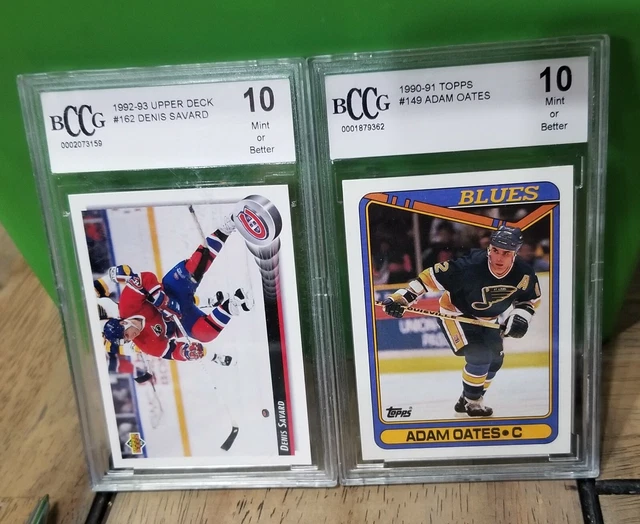 BCCG
0002073159
1992-93 UPPER DECK
#162 DENIS SAVARD
10
Mint
or
Better
DENIS SAVARD
BCCG
0001879362
1990-91 TOPPS
#149 ADAM OATES
10
Mint
or
Better
BLUES
A
2
topps
ADAM OATES • C